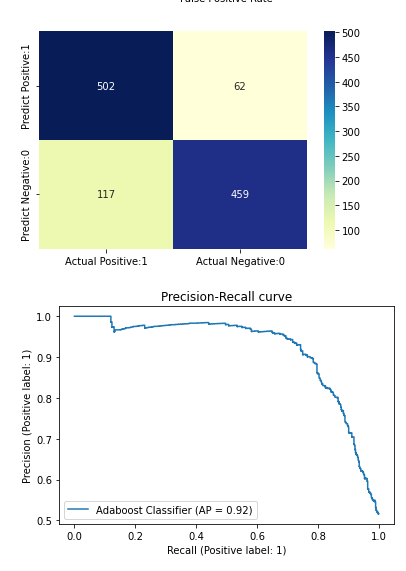 False Positive Rate
Predict Positive:1
Predict Negative:0
502
62
117
459
Actual Positive:1
Actual Negative:0
500
450
400
350
300
250
200
150
100
Precision-Recall curve
Precision (Positive label: 1)
1.0
0.9
0.8
0.7
0.6
0.5
Adaboost Classifier (AP = 0.92)
0.0
0.2
0.4
0.6
0.8
1.0
Recall (Positive label: 1)